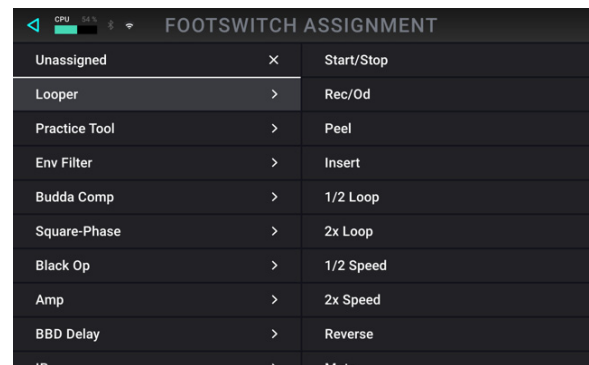 CPU 54 %
FOOTSWITCH ASSIGNMENT
Unassigned
Looper
Practice Tool
Env Filter
Budda Comp
Square-Phase
Black Op
Amp
BBD Delay
Start/Stop
Rec/Od
Peel
Insert
1/2 Loop
2x Loop
1/2 Speed
2x Speed
Reverse